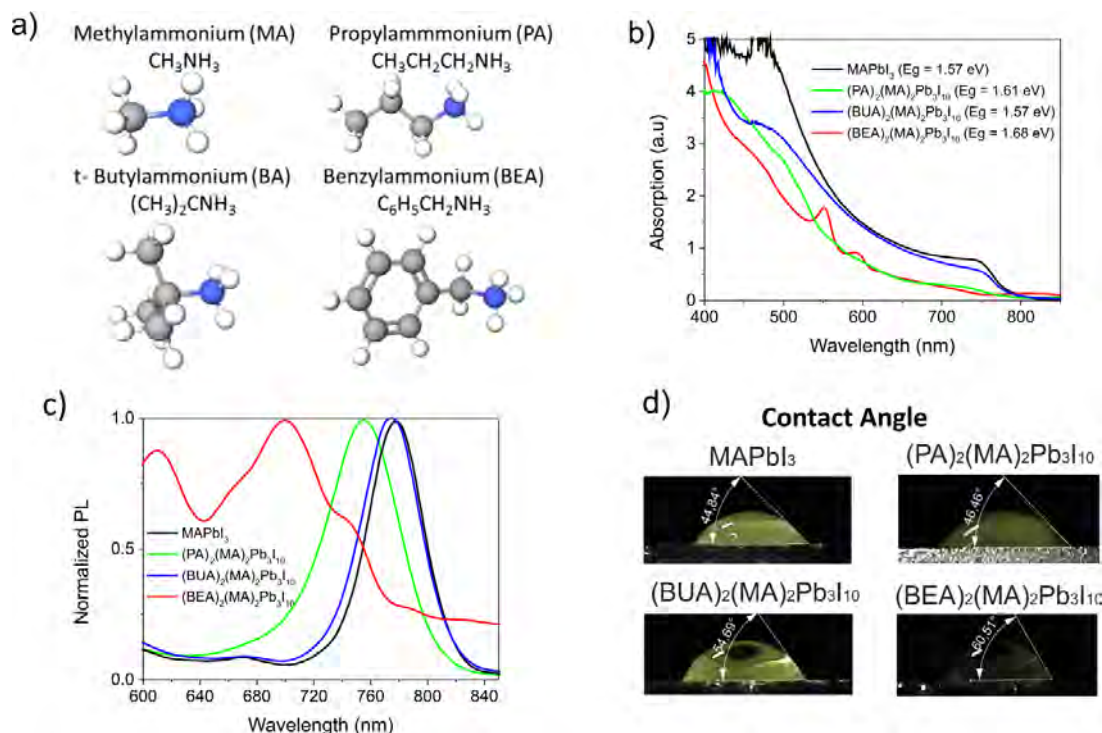 a)
Methylammonium (MA)
CH₃NH₃
Propylammmonium (PA)
CH₃CH₂CH₂NH₃
t- Butylammonium (BA)
(CH₃)₂CNH₃
Benzylammonium (BEA)
C₆H₅CH₂NH₃
b)
Absorption (a.u)
5
4
3
2
1
0
400
500
600
700
800
Wavelength (nm)
MAPbI₃ (Eg = 1.57 eV)
(PA)₂(MA)₂Pb₃I₁₀ (Eg = 1.61 eV)
(BUA)₂(MA)₂Pb₃I₁₀ (Eg = 1.57 eV)
(BEA)₂(MA)₂Pb₃I₁₀ (Eg = 1.68 eV)
c)
Normalized PL
1.0
0.5
0.0
600
640
680
720
760
800
840
Wavelength (nm)
MAPbI₃
(PA)₂(MA)₂Pb₃I₁₀
(BUA)₂(MA)₂Pb₃I₁₀
(BEA)₂(MA)₂Pb₃I₁₀
d)
Contact Angle
MAPbI₃
44.84°
(PA)₂(MA)₂Pb₃I₁₀
46.46°
(BUA)₂(MA)₂Pb₃I₁₀
54.69°
(BEA)₂(MA)₂Pb₃I₁₀
60.51°